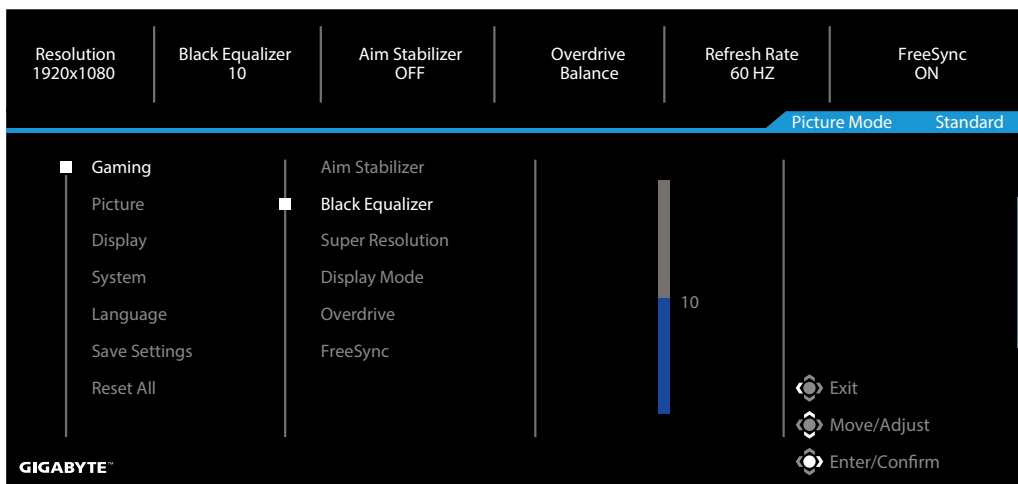 Resolution
1920x1080
Black Equalizer
10
Aim Stabilizer
OFF
Overdrive
Balance
Refresh Rate
60 HZ
FreeSync
ON
Picture Mode Standard
Gaming
Picture
Display
System
Language
Save Settings
Reset All
Aim Stabilizer
Black Equalizer
Super Resolution
Display Mode
Overdrive
FreeSync
10
Exit
Move/Adjust
Enter/Confirm
GIGABYTE™